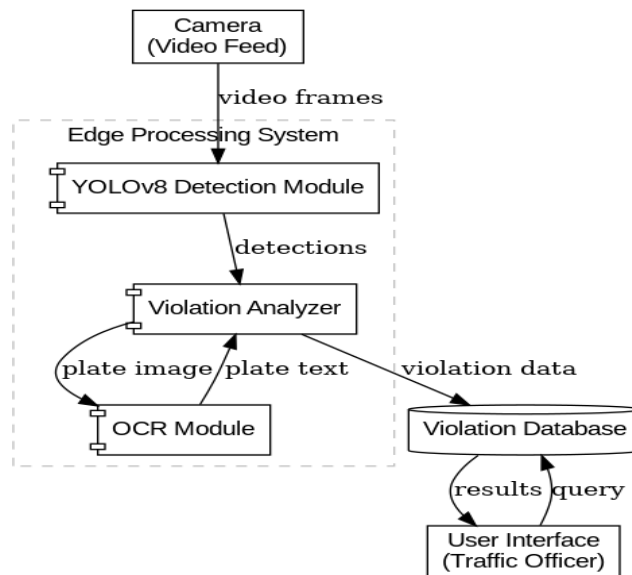 Camera
(Video Feed)
video frames
Edge Processing System
YOLOv8 Detection Module
detections
Violation Analyzer
plate image
plate text
violation data
OCR Module
Violation Database
results
query
User Interface
(Traffic Officer)